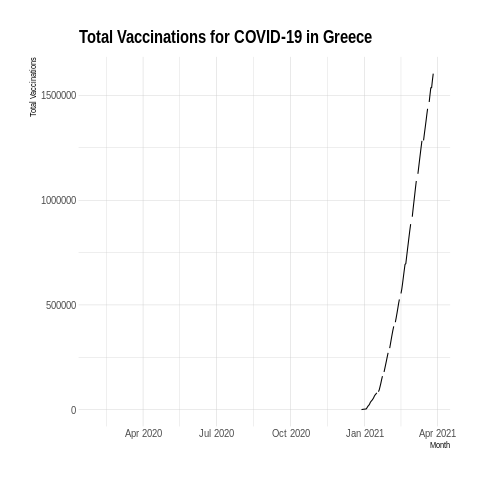 Total Vaccinations for COVID-19 in Greece
Total Vaccinations
1500000
1000000
500000
0
Apr 2020 Jul 2020 Oct 2020 Jan 2021 Apr 2021
Month